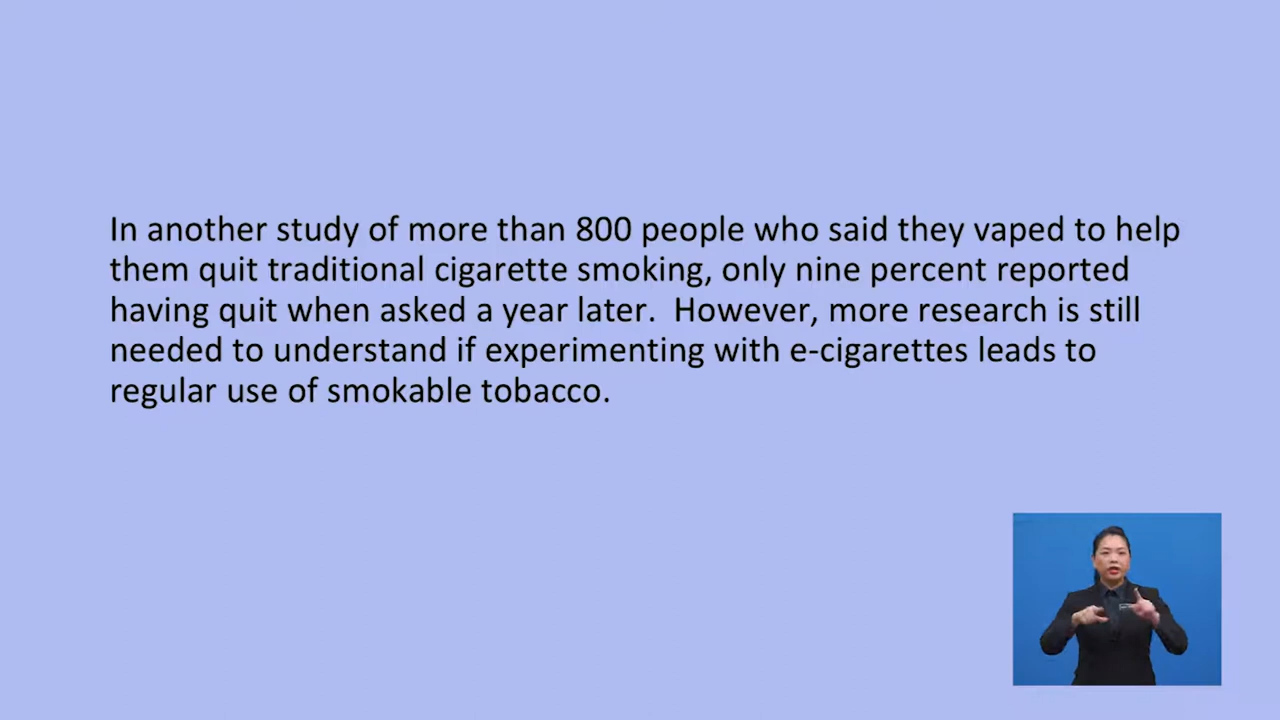 In another study of more than 800 people who said they vaped to help
them quit traditional cigarette smoking, only nine percent reported
having quit when asked a year later.  However, more research is still
needed to understand if experimenting with e-cigarettes leads to
regular use of smokable tobacco.